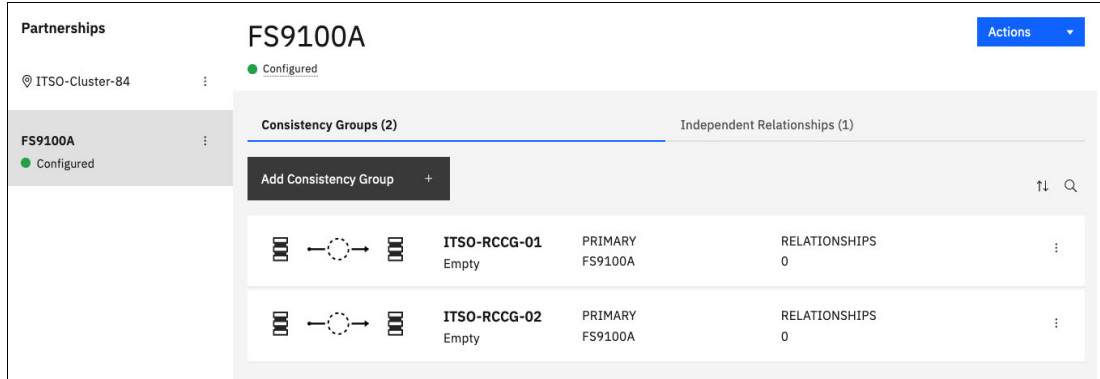 Partnerships
ITSO-Cluster-84
FS9100A
Configured
FS9100A
Actions
Configured
Consistency Groups (2)
Independent Relationships (1)
Add Consistency Group +
ITSO-RCCG-01
Empty
PRIMARY
FS9100A
RELATIONSHIPS
0
ITSO-RCCG-02
Empty
PRIMARY
FS9100A
RELATIONSHIPS
0